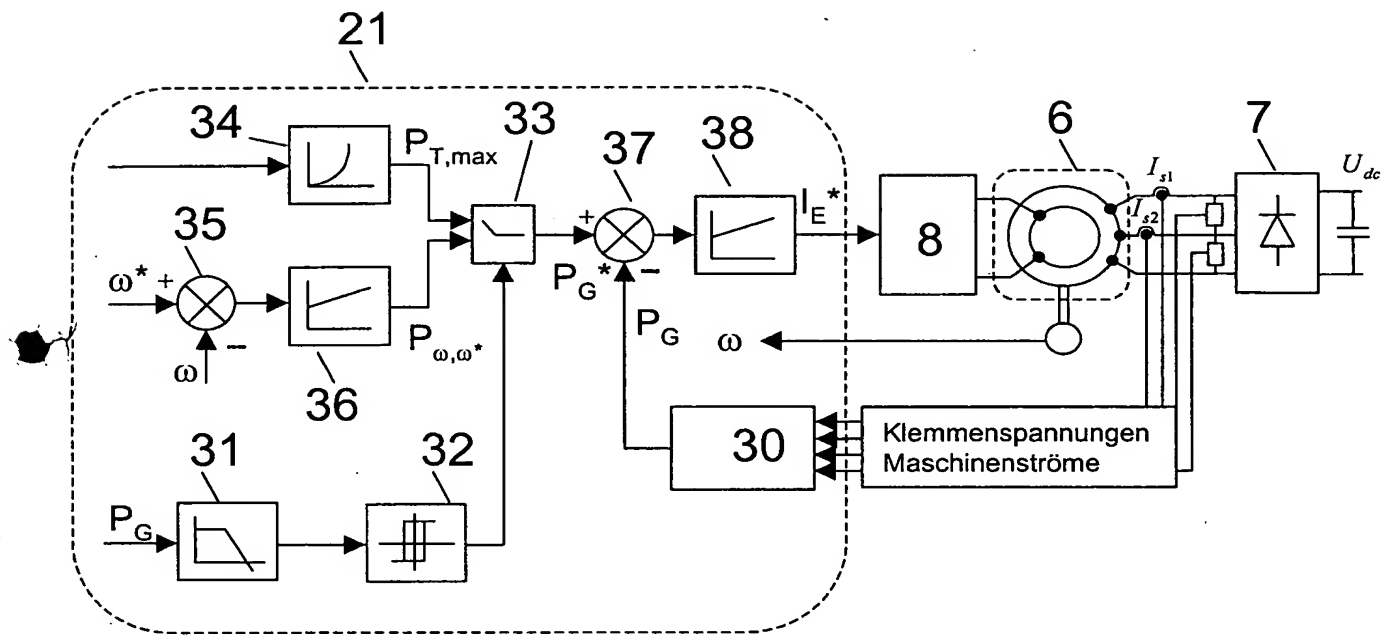 21
34
P_T,max
33
37
38
6
7
I_s1
U_dc
I_s2
+
I_E*
8
35
ω*
+
P_G*
−
ω
−
P_ω,ω*
P_G
ω
36
30
Klemmenspannungen
Maschinenströme
31
32
P_G